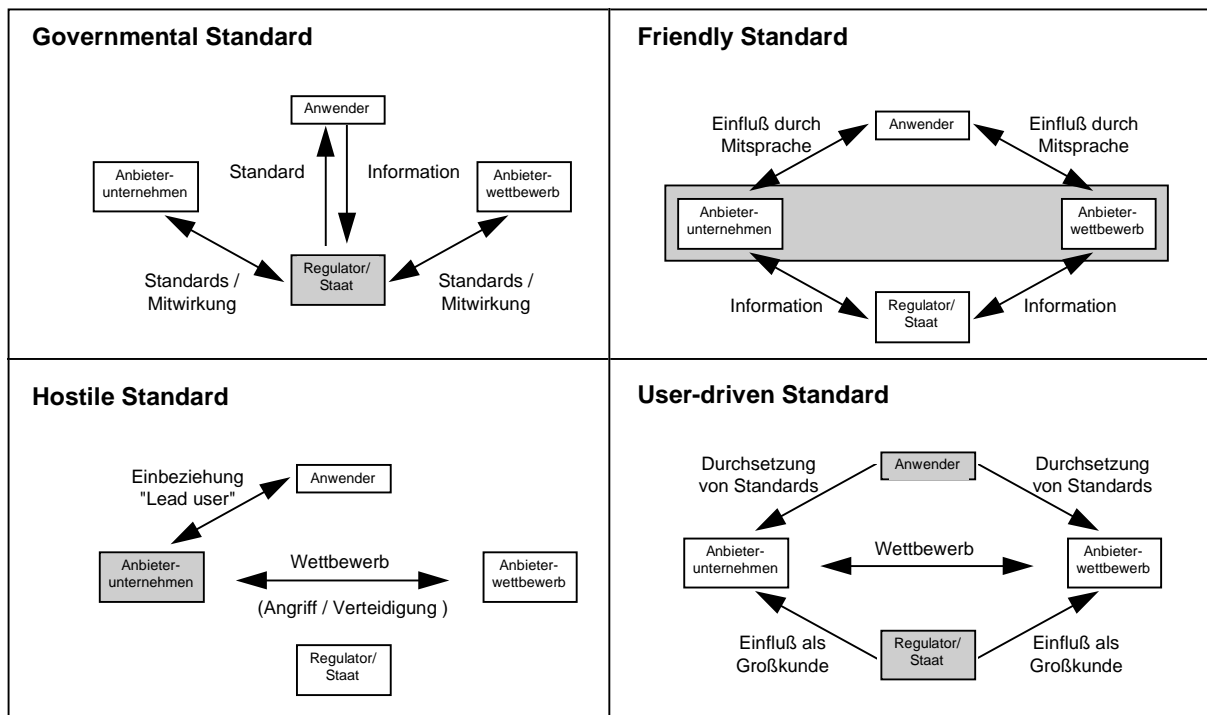 Governmental Standard
Anwender
Anbieter-
unternehmen
Standard
Information
Anbieter-
wettbewerb
Regulator/
Staat
Standards /
Mitwirkung
Standards /
Mitwirkung
Friendly Standard
Einfluß durch
Mitsprache
Anwender
Einfluß durch
Mitsprache
Anbieter-
unternehmen
Anbieter-
wettbewerb
Information
Regulator/
Staat
Information
Hostile Standard
Einbeziehung
"Lead user"
Anwender
Anbieter-
unternehmen
Wettbewerb
(Angriff / Verteidigung )
Anbieter-
wettbewerb
Regulator/
Staat
User-driven Standard
Durchsetzung
von Standards
Anwender
Durchsetzung
von Standards
Anbieter-
unternehmen
Wettbewerb
Anbieter-
wettbewerb
Einfluß als
Großkunde
Regulator/
Staat
Einfluß als
Großkunde